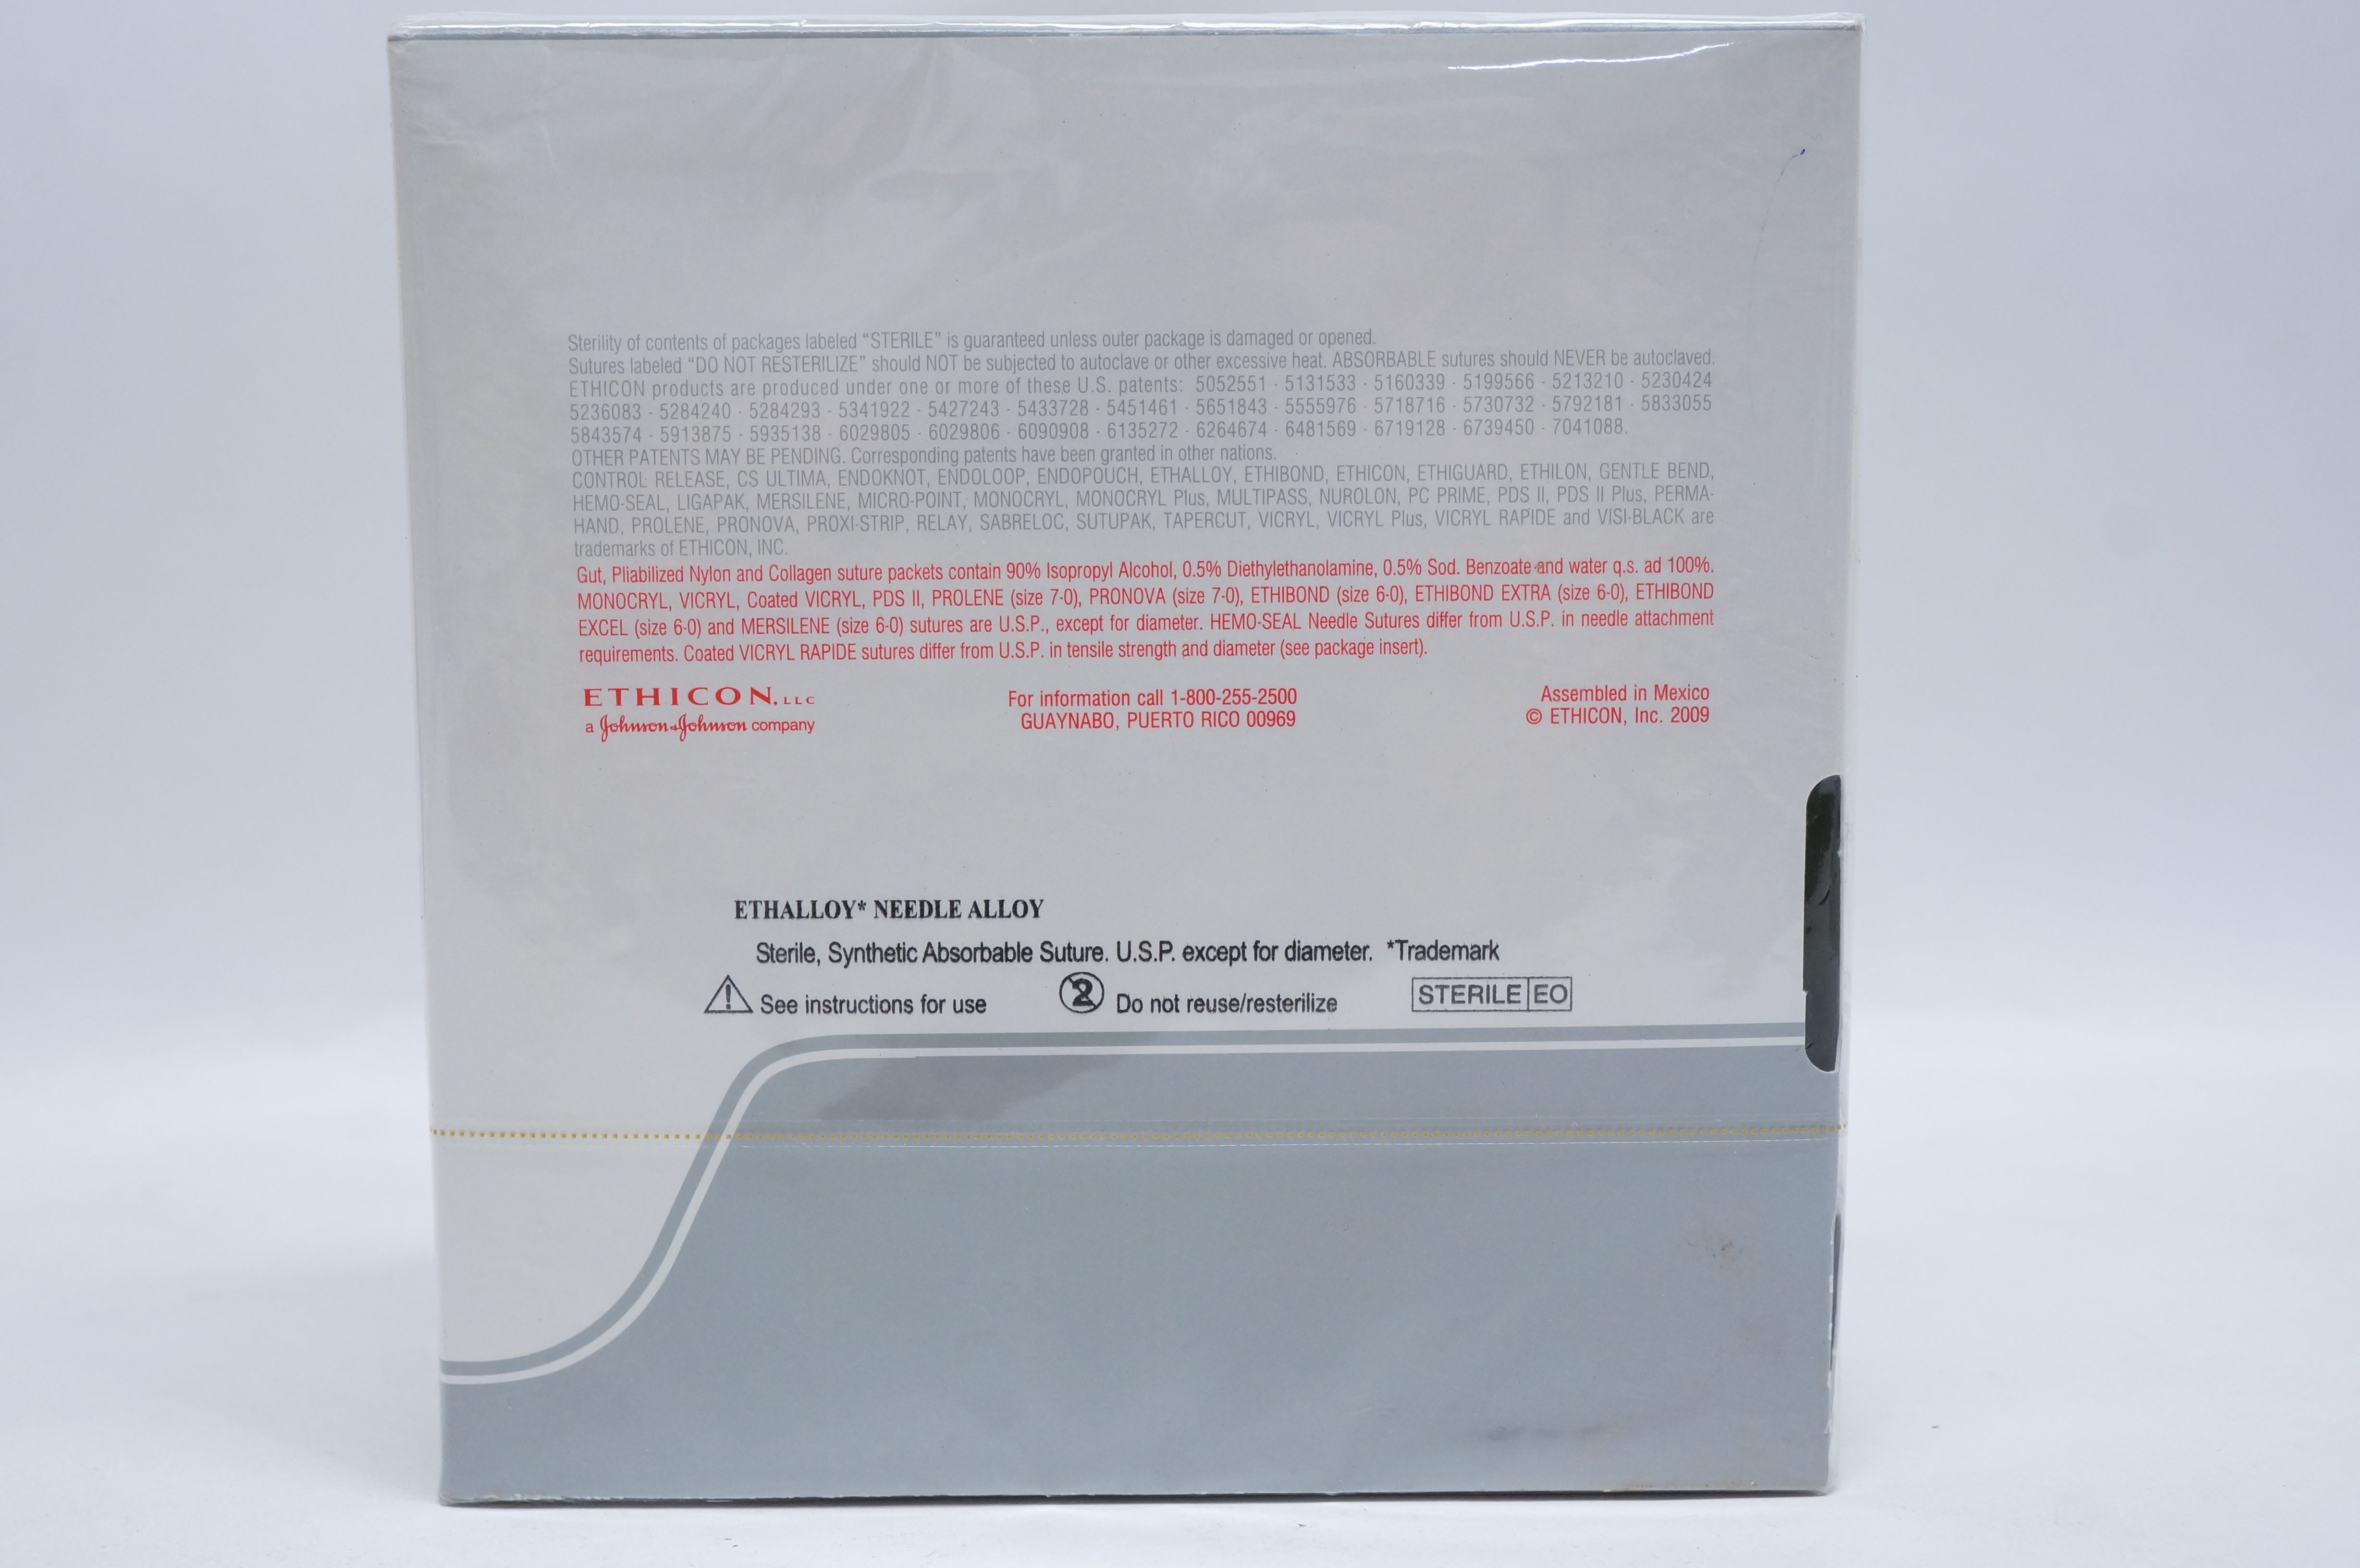 Sterility of contents of packages labeled “STERILE” is guaranteed unless outer package is damaged or opened.
Sutures labeled “DO NOT RESTERILIZE” should NOT be subjected to autoclave or other excessive heat. ABSORBABLE sutures should NEVER be autoclaved.
ETHICON products are produced under one or more of these U.S. patents: 5052551 - 5131533 - 5160339 - 5199566 - 5213210 - 5230424
5236083 - 5284240 - 5284293 - 5341922 - 5427243 - 5433728 - 5451461 - 5651843 - 5555976 - 5718716 - 5730732 - 5792181 - 5833055
5843574 - 5913875 - 5935138 - 6029805 - 6029806 - 6090908 - 6135272 - 6264674 - 6481569 - 6719128 - 6739450 - 7041088.
OTHER PATENTS MAY BE PENDING. Corresponding patents have been granted in other nations.
CONTROL RELEASE, CS ULTIMA, ENDOKNOT, ENDOLOOP, ENDOPOUCH, ETHALLOY, ETHIBOND, ETHICON, ETHIGUARD, ETHILON, GENTLE BEND,
HEMO-SEAL, LIGAPAK, MERSILENE, MICRO-POINT, MONOCRYL, MONOCRYL Plus, MULTIPASS, NUROLON, PC PRIME, PDS II, PDS II Plus, PERMA-
HAND, PROLENE, PRONOVA, PROXI-STRIP, RELAY, SABRELOC, SUTUPAK, TAPERCUT, VICRYL, VICRYL Plus, VICRYL RAPIDE and VISI-BLACK are
trademarks of ETHICON, INC.
Gut, Pliabilized Nylon and Collagen suture packets contain 90% Isopropyl Alcohol, 0.5% Diethylethanolamine, 0.5% Sod. Benzoate and water q.s. ad 100%.
MONOCRYL, VICRYL, Coated VICRYL, PDS II, PROLENE (size 7-0), PRONOVA (size 7-0), ETHIBOND (size 6-0), ETHIBOND EXTRA (size 6-0), ETHIBOND
EXCEL (size 6-0) and MERSILENE (size 6-0) sutures are U.S.P., except for diameter. HEMO-SEAL Needle Sutures differ from U.S.P. in needle attachment
requirements. Coated VICRYL RAPIDE sutures differ from U.S.P. in tensile strength and diameter (see package insert).
ETHICON, LLC
a Johnson & Johnson company
For information call 1-800-255-2500
GUAYNABO, PUERTO RICO 00969
Assembled in Mexico
© ETHICON, Inc. 2009
ETHALLOY* NEEDLE ALLOY
Sterile, Synthetic Absorbable Suture. U.S.P. except for diameter. *Trademark
! See instructions for use
2 Do not reuse/resterilize
STERILE EO